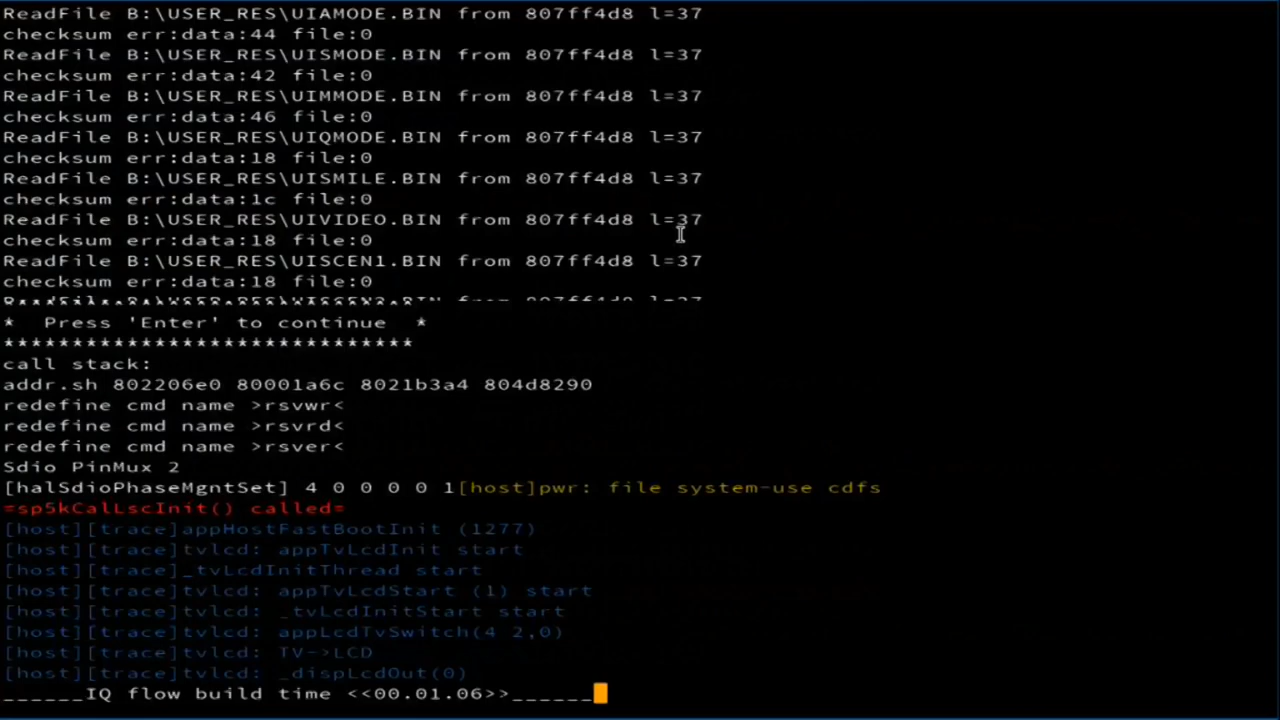 ReadFile B:\USER_RES\UIAMODE.BIN from 807ff4d8 l=37
checksum err:data:44 file:0
ReadFile B:\USER_RES\UISMODE.BIN from 807ff4d8 l=37
checksum err:data:42 file:0
ReadFile B:\USER_RES\UIMMODE.BIN from 807ff4d8 l=37
checksum err:data:46 file:0
ReadFile B:\USER_RES\UIQMODE.BIN from 807ff4d8 l=37
checksum err:data:18 file:0
ReadFile B:\USER_RES\UISMILE.BIN from 807ff4d8 l=37
checksum err:data:1c file:0
ReadFile B:\USER_RES\UIVIDEO.BIN from 807ff4d8 l=37
checksum err:data:18 file:0
ReadFile B:\USER_RES\UISCEN1.BIN from 807ff4d8 l=37
checksum err:data:18 file:0
*  Press 'Enter' to continue  *
******************************
call stack:
addr.sh 802206e0 80001a6c 8021b3a4 804d8290
redefine cmd name >rsvwr<
redefine cmd name >rsvrd<
redefine cmd name >rsver<
Sdio PinMux 2
[halSdioPhaseMgntSet] 4 0 0 0 0 1[host]pwr: file system-use cdfs
=sp5kCalLscInit() called=
[host][trace]appHostFastBootInit (1277)
[host][trace]tvlcd: appTvLcdInit start
[host][trace]_tvLcdInitThread start
[host][trace]tvlcd: appTvLcdStart (1) start
[host][trace]tvlcd: _tvLcdInitStart start
[host][trace]tvlcd: appLcdTvSwitch(4 2,0)
[host][trace]tvlcd: TV->LCD
[host][trace]tvlcd: _dispLcdOut(0)
______IQ flow build time <<00.01.06>>______